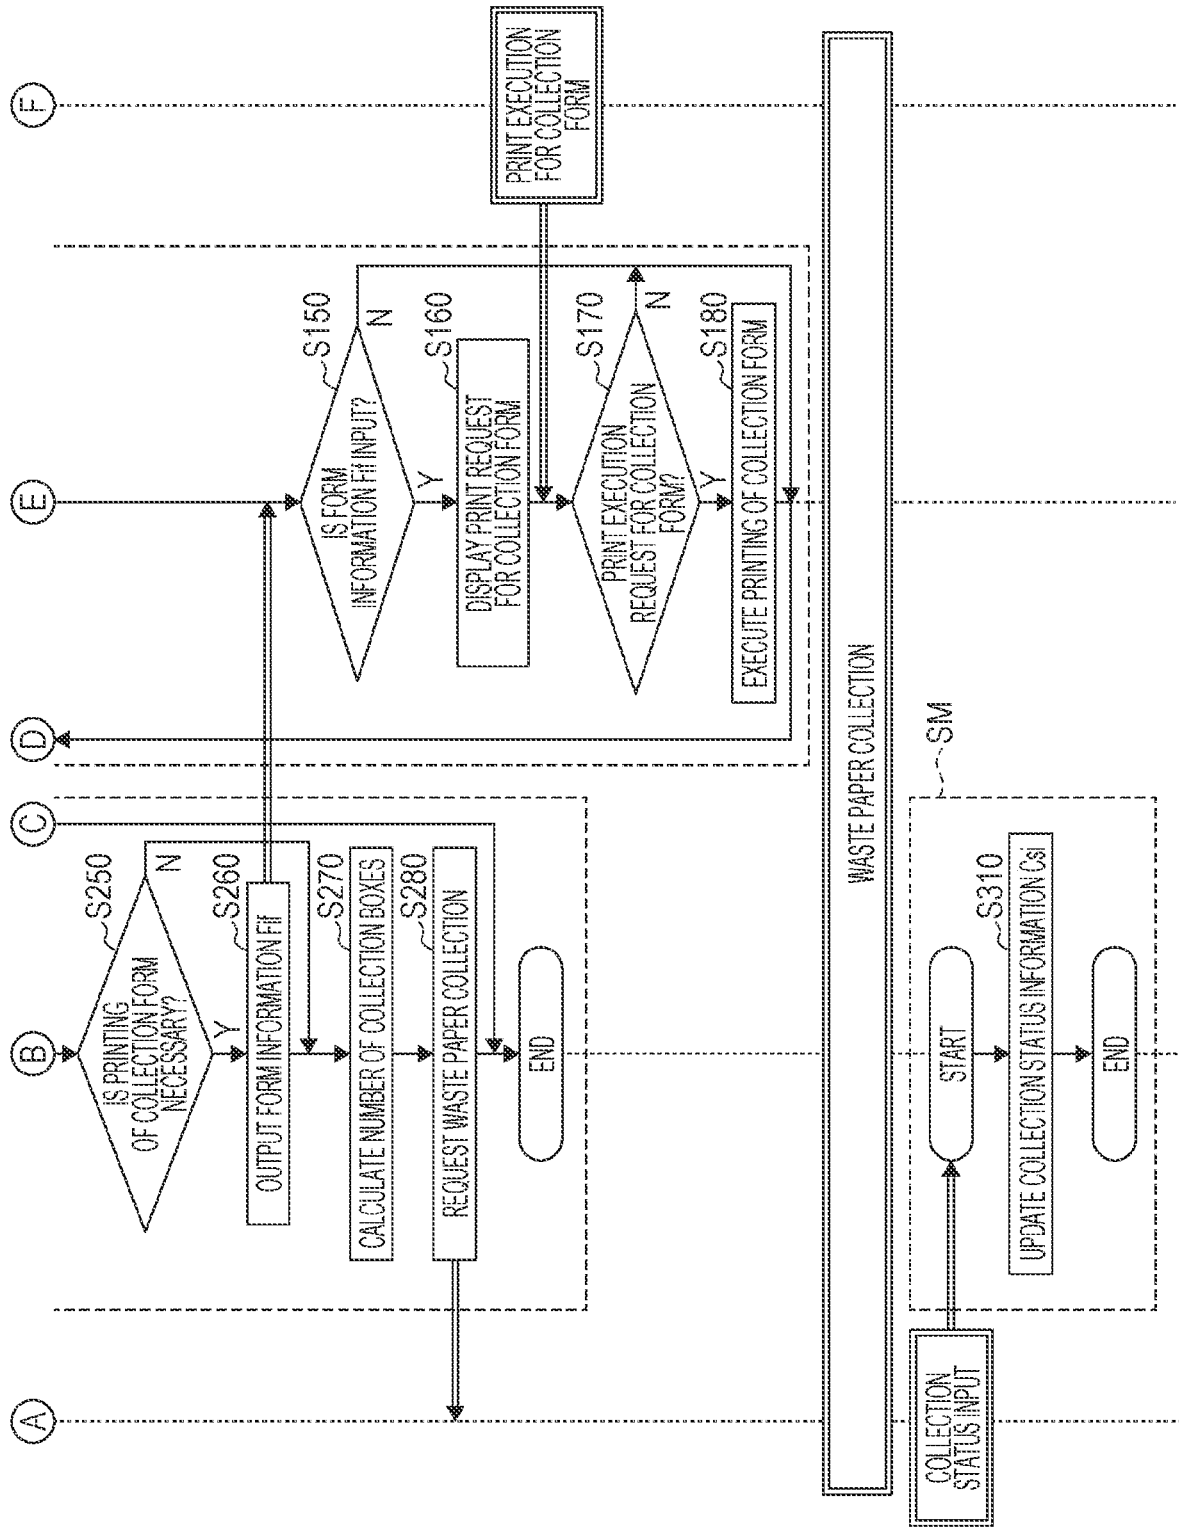 A
B
C
D
E
F
IS PRINTING
OF COLLECTION FORM
NECESSARY?
S250
N
Y
OUTPUT FORM INFORMATION Fif
S260
CALCULATE NUMBER OF COLLECTION BOXES
S270
REQUEST WASTE PAPER COLLECTION
S280
END
IS FORM
INFORMATION Fif INPUT?
S150
N
Y
DISPLAY PRINT REQUEST
FOR COLLECTION FORM
S160
PRINT EXECUTION
FOR COLLECTION
FORM
PRINT EXECUTION
REQUEST FOR COLLECTION
FORM?
S170
N
Y
EXECUTE PRINTING OF COLLECTION FORM
S180
WASTE PAPER COLLECTION
COLLECTION
STATUS INPUT
SM
START
UPDATE COLLECTION STATUS INFORMATION Csi
S310
END